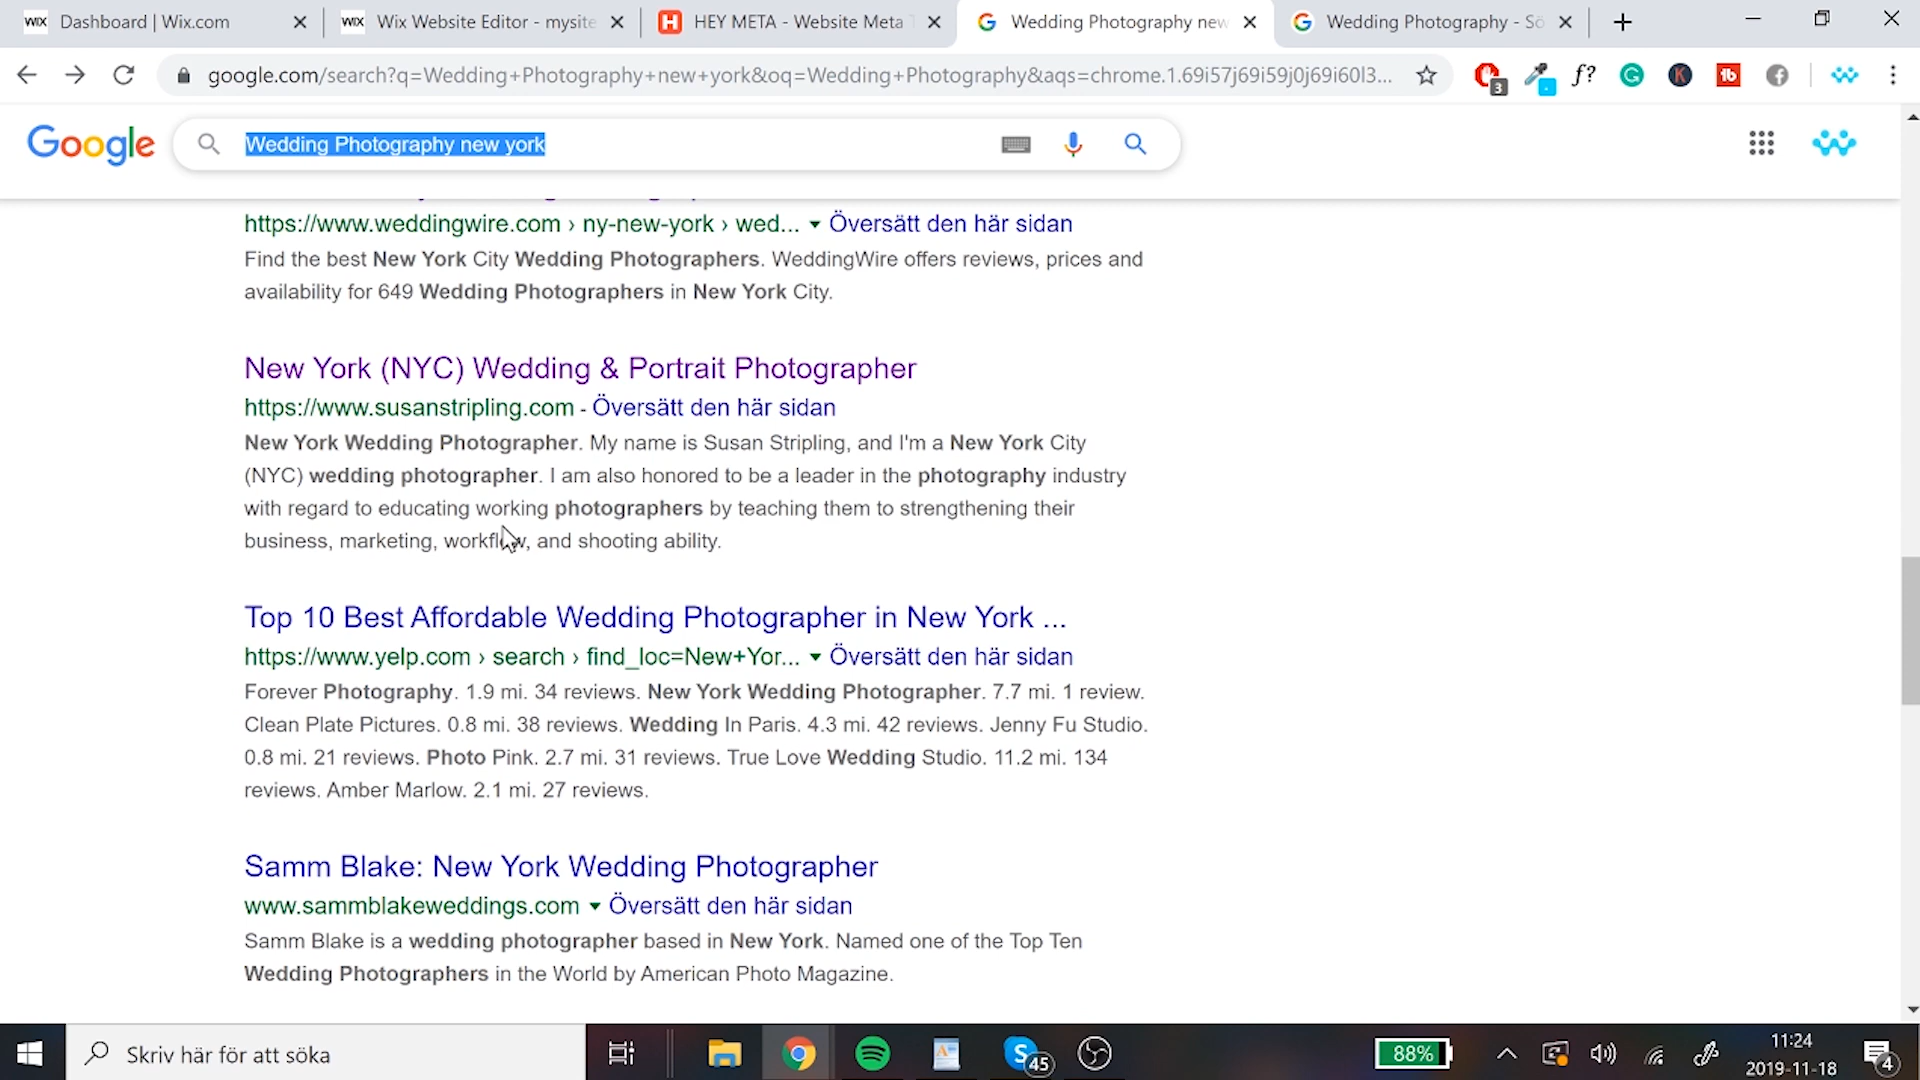 WIX Dashboard | Wix.com
WIX Wix Website Editor - mysite
H HEY META - Website Meta
Wedding Photography new
Wedding Photography - Sö
google.com/search?q=Wedding+Photography+new+york&oq=Wedding+Photography&aqs=chrome.1.69i57j69i59j0j69i60l3...
3
f?
Google
Wedding Photography new york
https://www.weddingwire.com › ny-new-york › wed... Översätt den här sidan
Find the best New York City Wedding Photographers. WeddingWire offers reviews, prices and
availability for 649 Wedding Photographers in New York City.
New York (NYC) Wedding & Portrait Photographer
https://www.susanstripling.com - Översätt den här sidan
New York Wedding Photographer. My name is Susan Stripling, and I'm a New York City
(NYC) wedding photographer. I am also honored to be a leader in the photography industry
with regard to educating working photographers by teaching them to strengthening their
business, marketing, workflow, and shooting ability.
Top 10 Best Affordable Wedding Photographer in New York ...
https://www.yelp.com › search › find_loc=New+Yor... Översätt den här sidan
Forever Photography. 1.9 mi. 34 reviews. New York Wedding Photographer. 7.7 mi. 1 review.
Clean Plate Pictures. 0.8 mi. 38 reviews. Wedding In Paris. 4.3 mi. 42 reviews. Jenny Fu Studio.
0.8 mi. 21 reviews. Photo Pink. 2.7 mi. 31 reviews. True Love Wedding Studio. 11.2 mi. 134
reviews. Amber Marlow. 2.1 mi. 27 reviews.
Samm Blake: New York Wedding Photographer
www.sammblakeweddings.com Översätt den här sidan
Samm Blake is a wedding photographer based in New York. Named one of the Top Ten
Wedding Photographers in the World by American Photo Magazine.
Skriv här för att söka
45
88%
11:24
2019-11-18
4